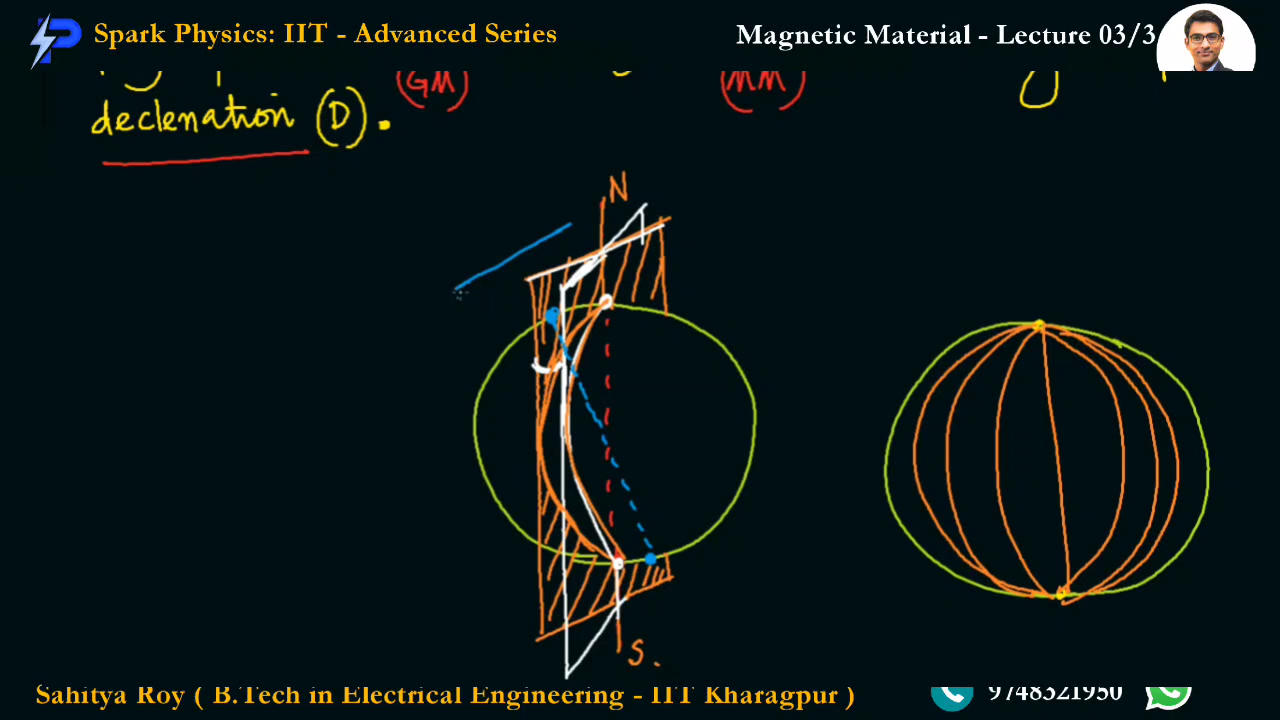 Spark Physics: IIT - Advanced Series
Magnetic Material - Lecture 03/3
(GM)
(MM)
declenation (D).
N
S.
Sahitya Roy ( B.Tech in Electrical Engineering - IIT Kharagpur )
9748321950